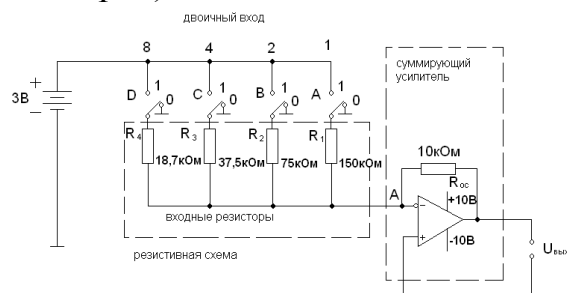 двоичный вход
8 4 2 1
суммирующий
усилитель
3В + −
D 1 0 C 1 0 B 1 0 A 1 0
R4 R3 R2 R1
18,7кОм 37,5кОм 75кОм 150кОм
10кОм
Rос
A
входные резисторы
− +10В
+ -10В
Uвых
резистивная схема